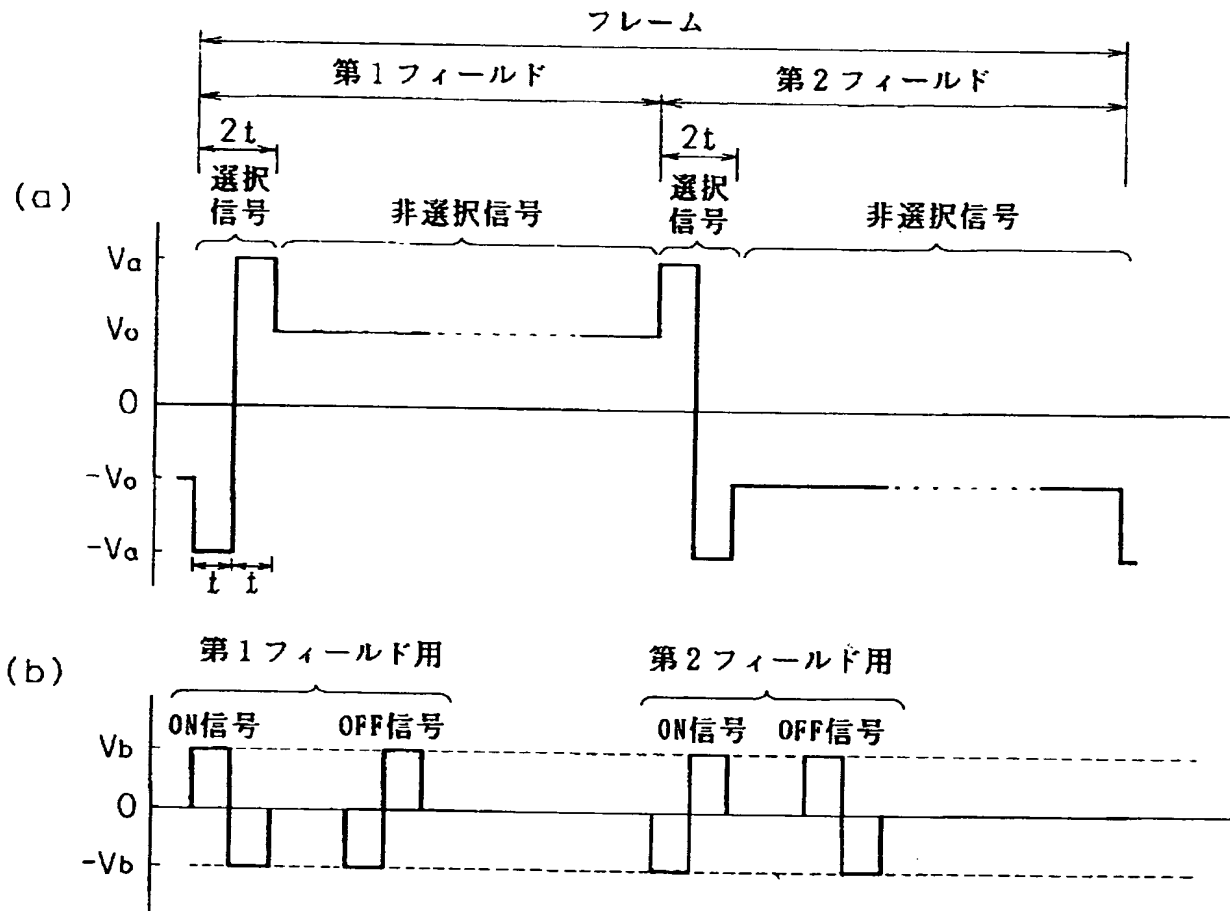 フレーム
第1フィールド
第2フィールド
2t
2t
(a)
選択
信号
非選択信号
選択
信号
非選択信号
Va
Vo
0
-Vo
-Va
t
t
(b)
第1フィールド用
第2フィールド用
ON信号
OFF信号
ON信号
OFF信号
Vb
0
-Vb